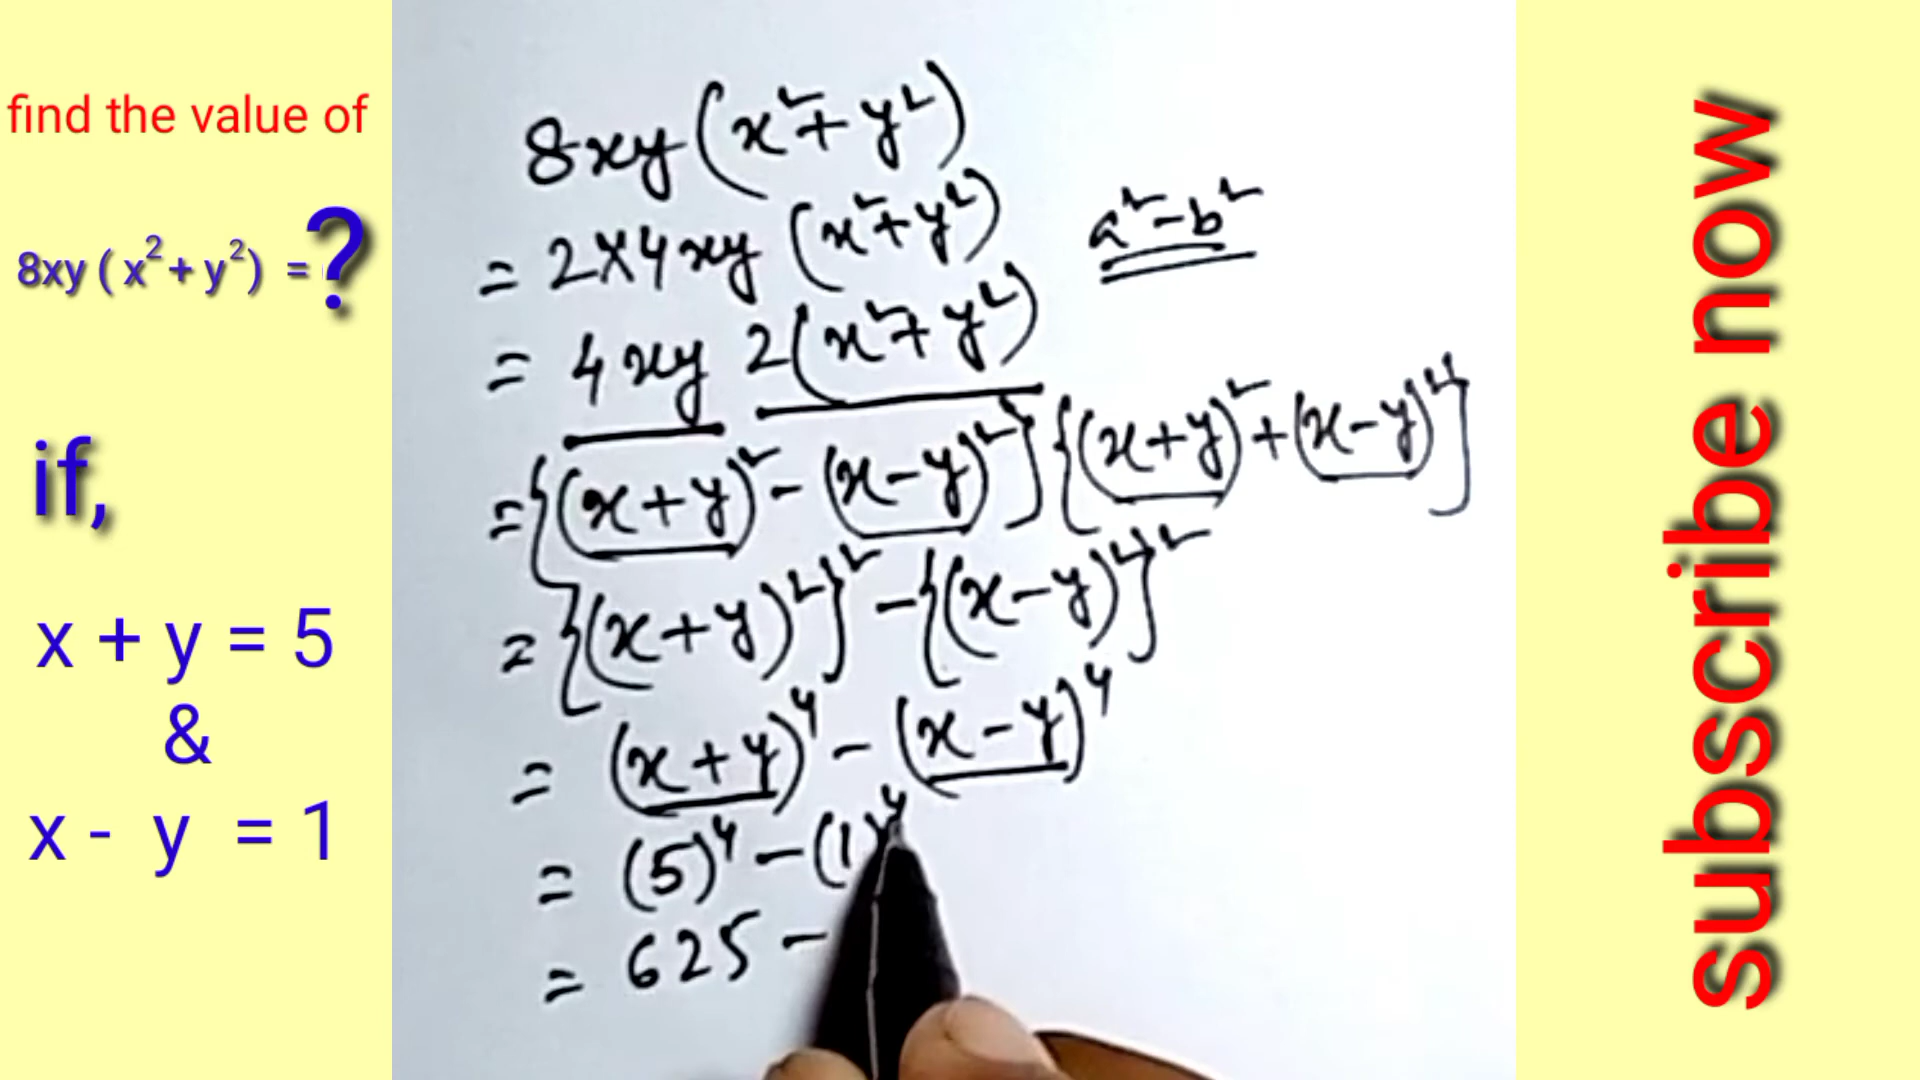 find the value of
8xy ( x² + y² ) = ?
if,
x + y = 5
&
x - y = 1
8xy(x²+y²)
= 2×4xy (x²+y²)
a²-b²
= 4xy 2(x²+y²)
={(x+y)²-(x-y)²}{(x+y)²+(x-y)²}
={(x+y)²}²-{(x-y)²}²
= (x+y)⁴-(x-y)⁴
= (5)⁴-(1)⁴
= 625-
subscribe now